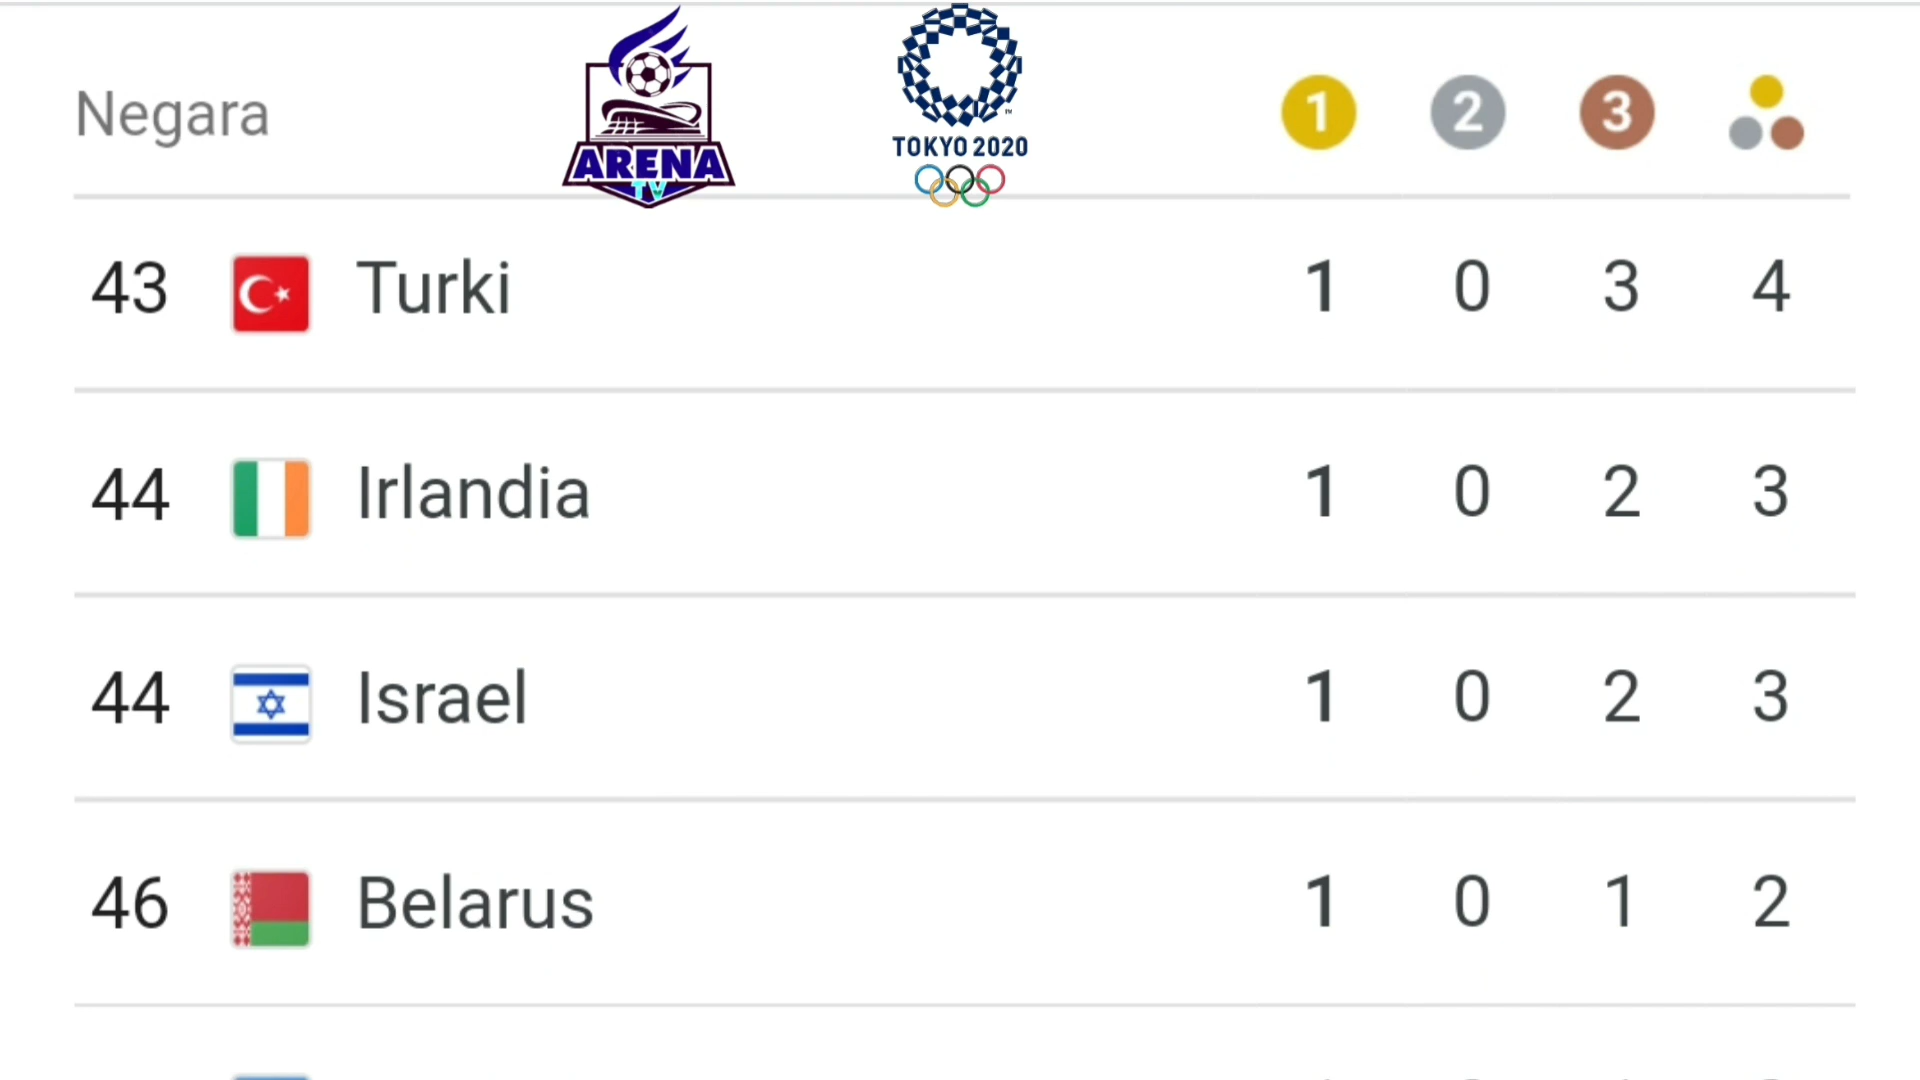 Negara
ARENA
TV
TOKYO 2020
1 2 3
43 Turki 1 0 3 4
44 Irlandia 1 0 2 3
44 Israel 1 0 2 3
46 Belarus 1 0 1 2